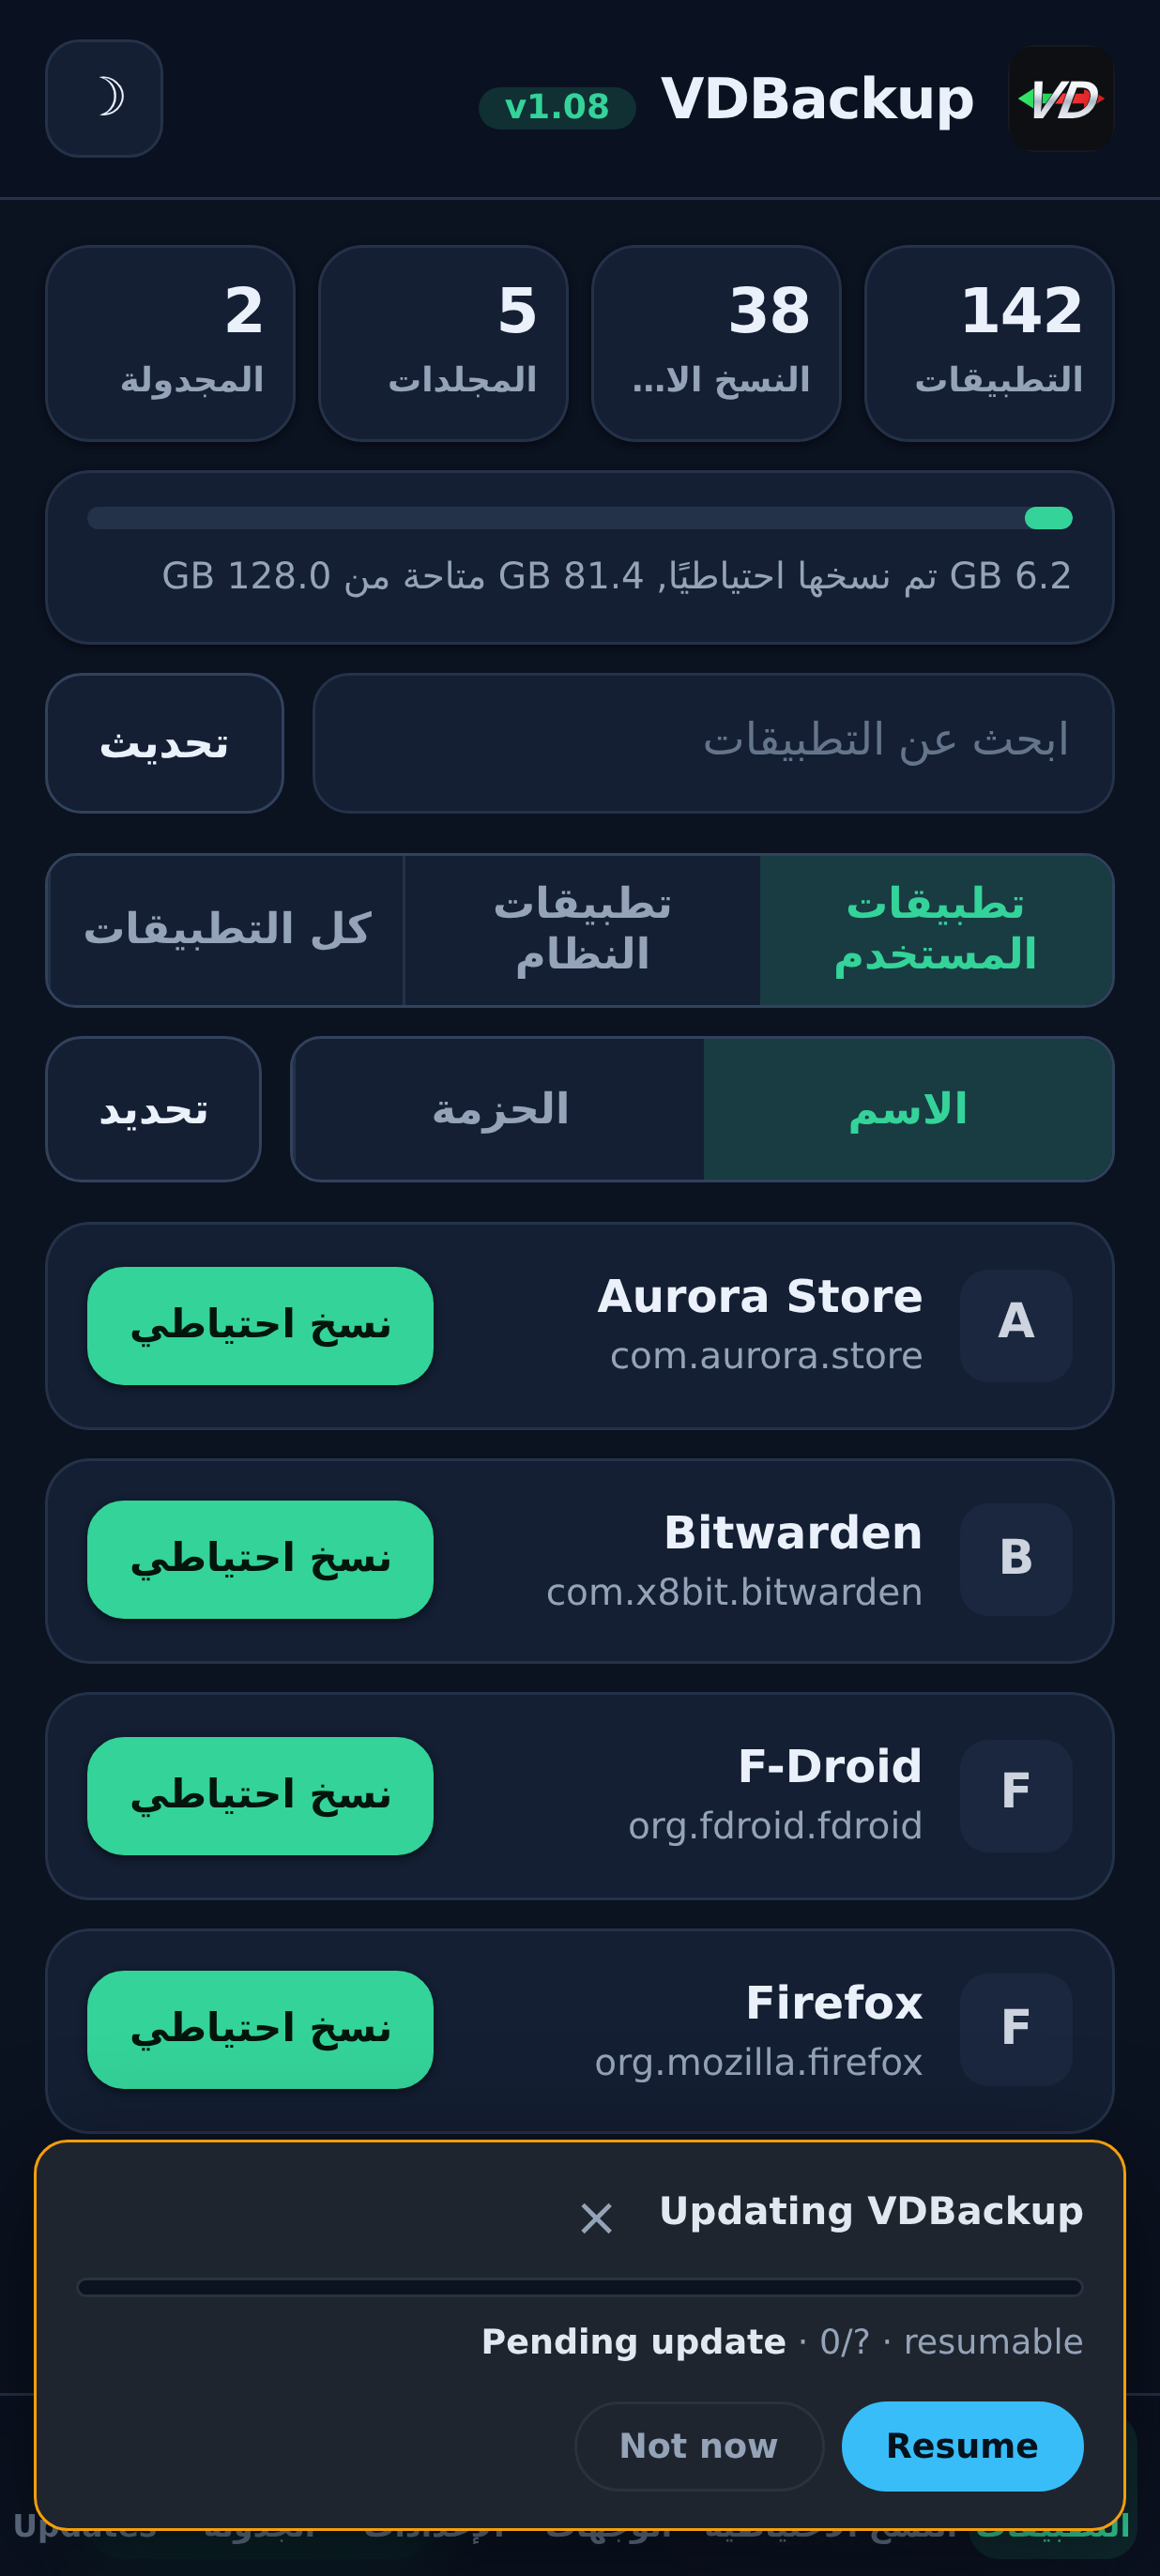 VD
VDBackup v1.08
☽
142
التطبيقات
38
النسخ الا...
5
المجلدات
2
المجدولة
6.2 GB تم نسخها احتياطيًا, 81.4 GB متاحة من 128.0 GB
ابحث عن التطبيقات
تحديث
تطبيقات المستخدم
تطبيقات النظام
كل التطبيقات
الاسم
الحزمة
تحديد
A
Aurora Store
com.aurora.store
نسخ احتياطي
B
Bitwarden
com.x8bit.bitwarden
نسخ احتياطي
F
F-Droid
org.fdroid.fdroid
نسخ احتياطي
F
Firefox
org.mozilla.firefox
نسخ احتياطي
Updating VDBackup ×
Pending update · 0/? · resumable
Resume
Not now